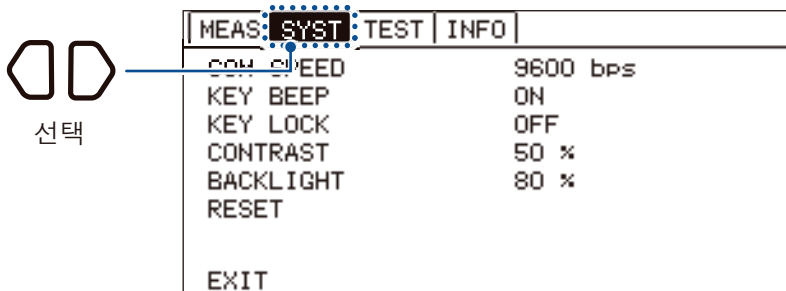 MEAS SYST TEST INFO
COM SPEED 9600 bps
KEY BEEP ON
KEY LOCK OFF
CONTRAST 50 %
BACKLIGHT 80 %
RESET
EXIT
선택